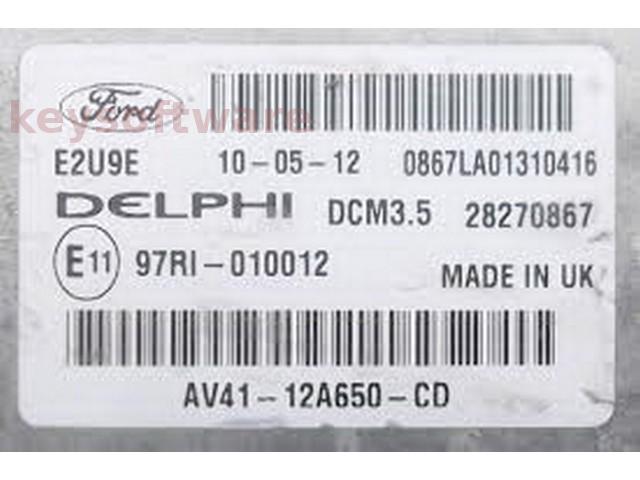 Ford
keysoftware
E2U9E 10-05-12 0867LA01310416
DELPHI DCM3.5 28270867
E11 97RI-010012
MADE IN UK
AV41-12A650-CD